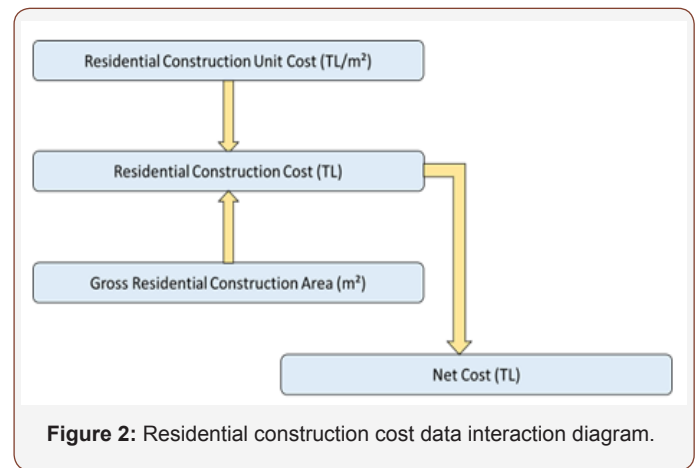 Residential Construction Unit Cost (TL/m²)
Residential Construction Cost (TL)
Gross Residential Construction Area (m²)
Net Cost (TL)
Figure 2: Residential construction cost data interaction diagram.